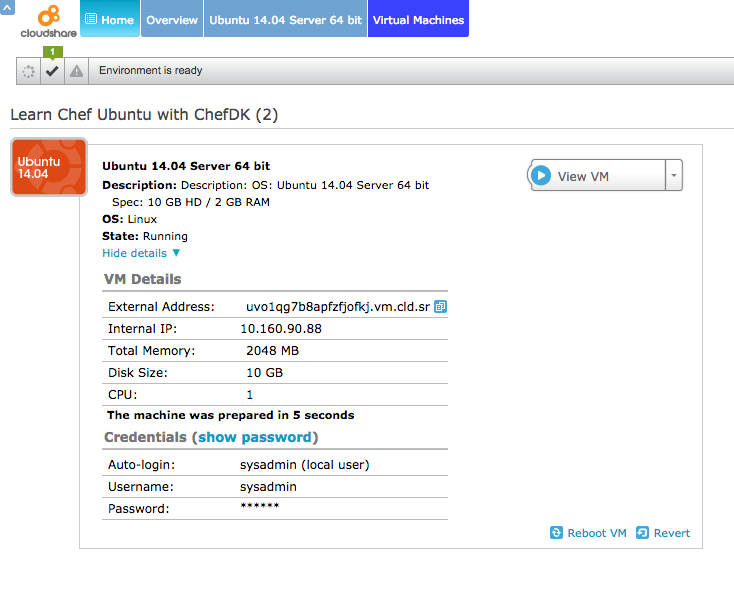 cloudshare
Home Overview Ubuntu 14.04 Server 64 bit Virtual Machines
1
Environment is ready
Learn Chef Ubuntu with ChefDK (2)
Ubuntu
14.04
Ubuntu 14.04 Server 64 bit
Description: Description: OS: Ubuntu 14.04 Server 64 bit
Spec: 10 GB HD / 2 GB RAM
OS: Linux
State: Running
Hide details ▼
View VM
VM Details
External Address: uvo1qg7b8apfzfjofkj.vm.cld.sr
Internal IP: 10.160.90.88
Total Memory: 2048 MB
Disk Size: 10 GB
CPU: 1
The machine was prepared in 5 seconds
Credentials (show password)
Auto-login: sysadmin (local user)
Username: sysadmin
Password: ******
Reboot VM Revert